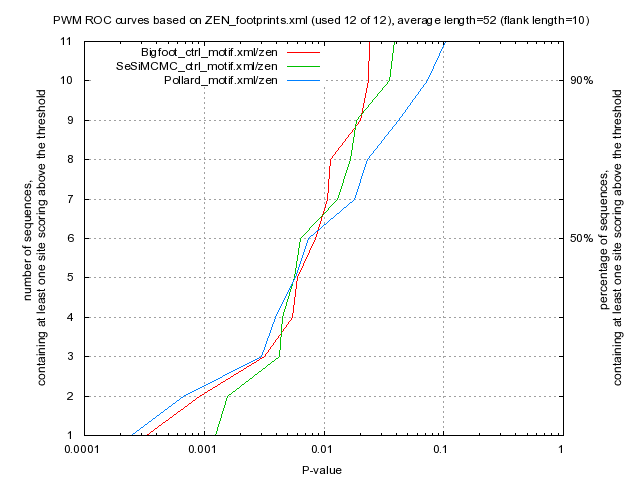 PWM ROC curves based on ZEN_footprints.xml (used 12 of 12), average length=52 (flank length=10)
Bigfoot_ctrl_motif.xml/zen
SeSiMCMC_ctrl_motif.xml/zen
Pollard_motif.xml/zen
11
10
9
8
7
6
5
4
3
2
1
90%
50%
number of sequences,
containing at least one site scoring above the threshold
percentage of sequences,
containing at least one site scoring above the threshold
0.0001 0.001 0.01 0.1 1
P-value